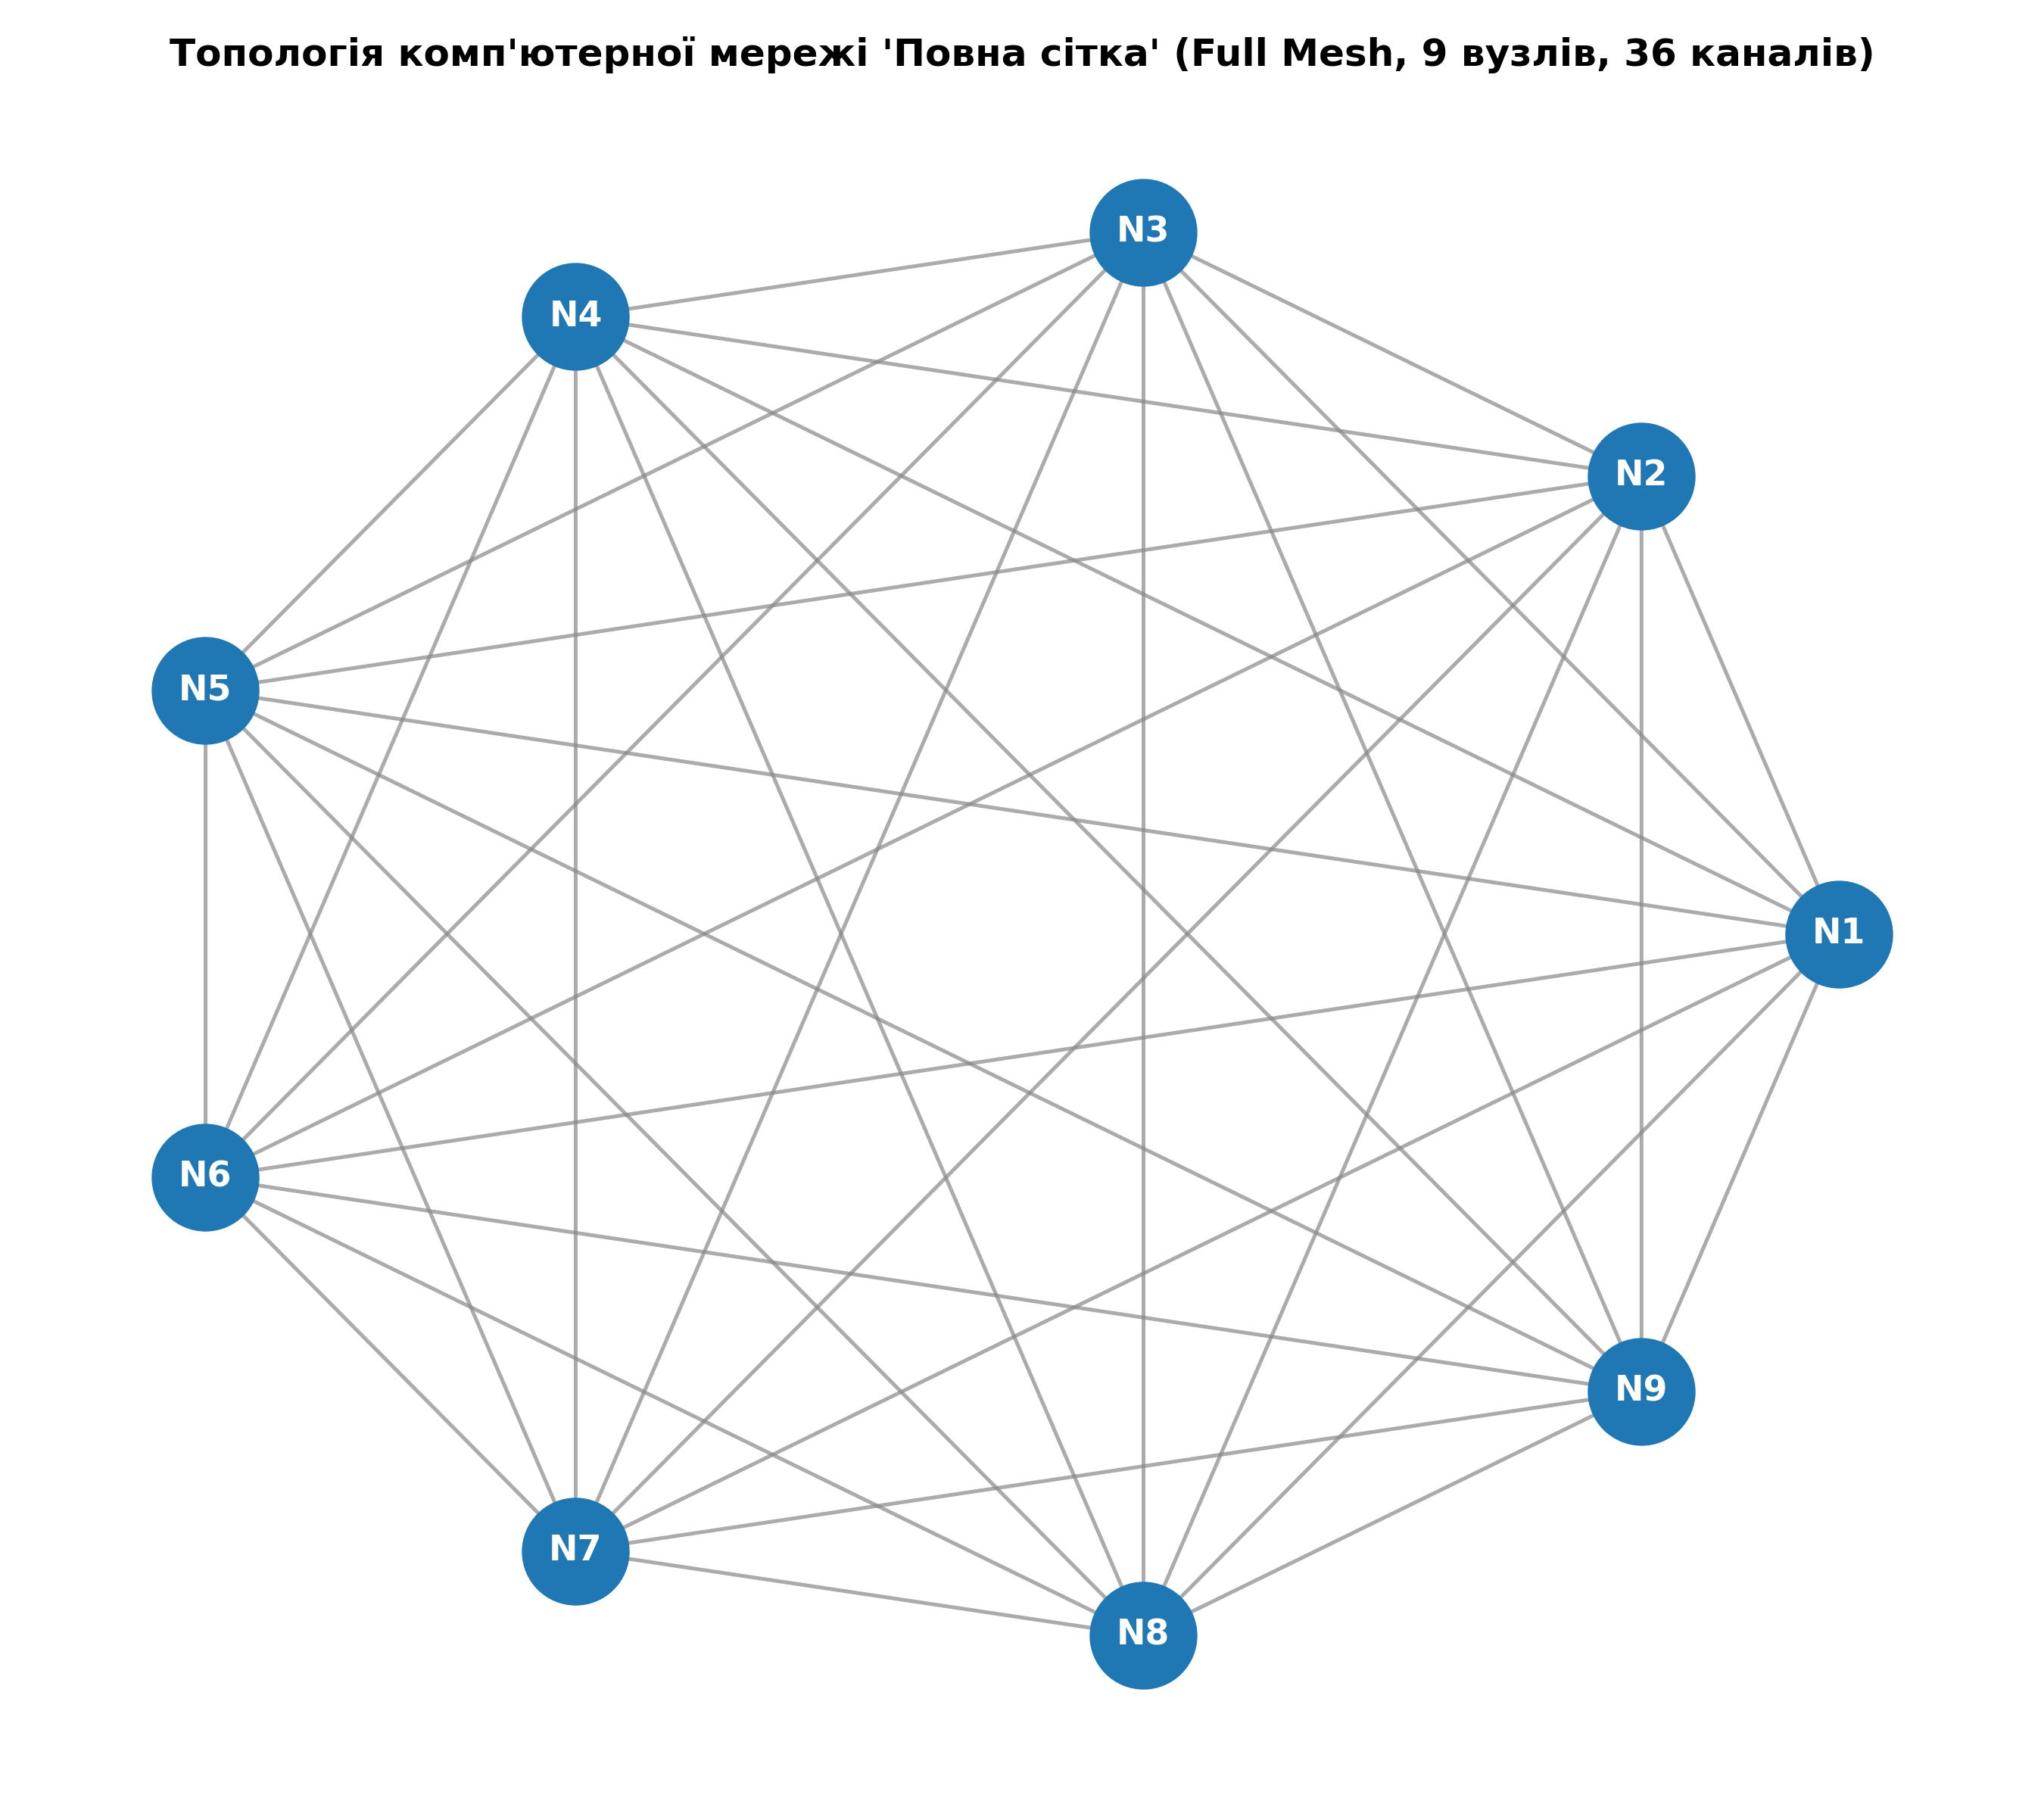 Топологія комп'ютерної мережі 'Повна сітка' (Full Mesh, 9 вузлів, 36 каналів)
N3
N4
N2
N5
N1
N6
N9
N7
N8